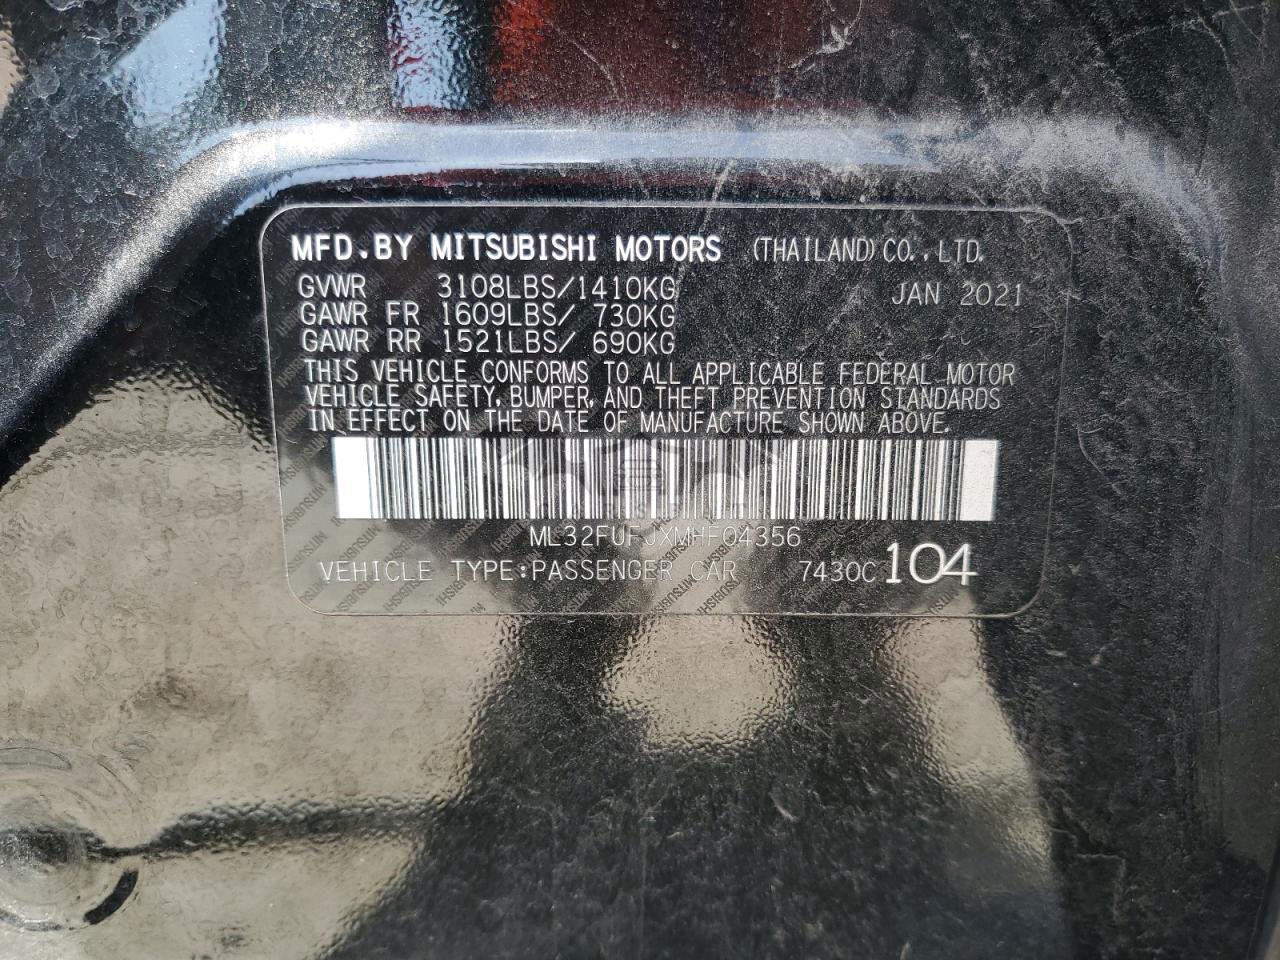 MFD.BY MITSUBISHI MOTORS (THAILAND)CO.,LTD.
GVWR 3108LBS/1410KG JAN 2021
GAWR FR 1609LBS/ 730KG
GAWR RR 1521LBS/ 690KG
THIS VEHICLE CONFORMS TO ALL APPLICABLE FEDERAL MOTOR
VEHICLE SAFETY, BUMPER, AND THEFT PREVENTION STANDARDS
IN EFFECT ON THE DATE OF MANUFACTURE SHOWN ABOVE.
ML32FUFJXMHF04356
VEHICLE TYPE:PASSENGER CAR 7430C 104